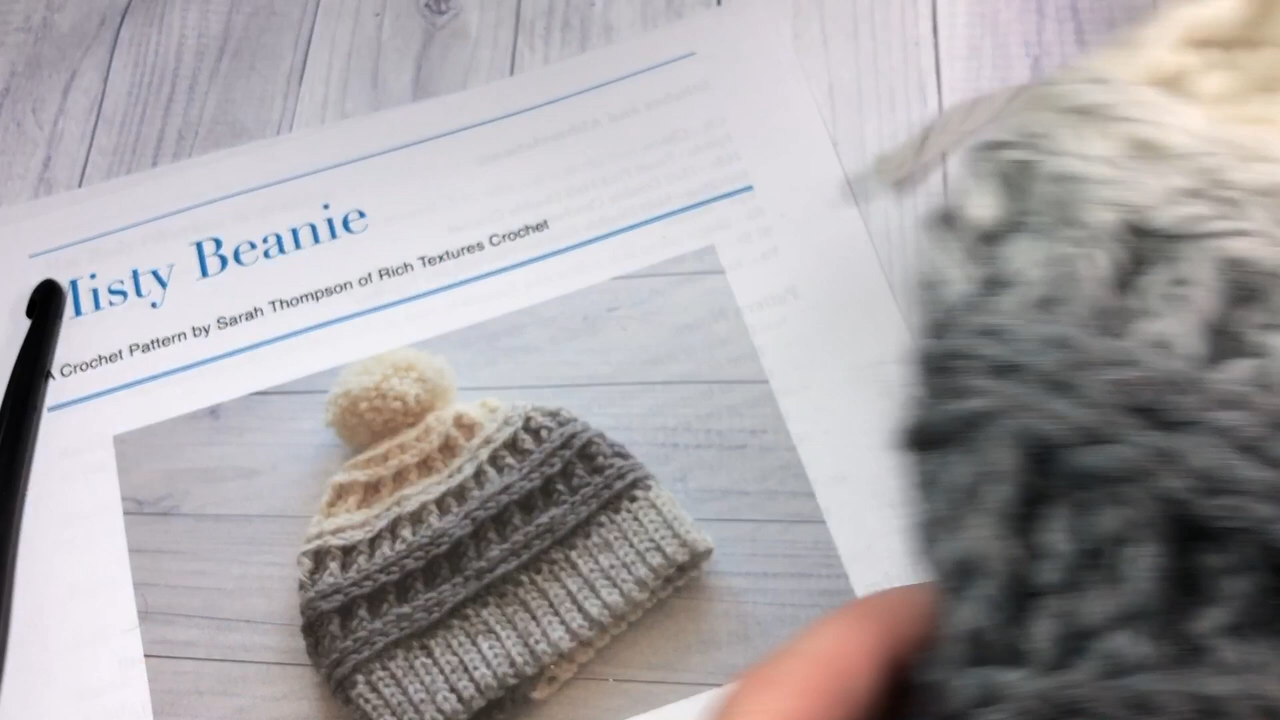 Misty Beanie
A Crochet Pattern by Sarah Thompson of Rich Textures Crochet